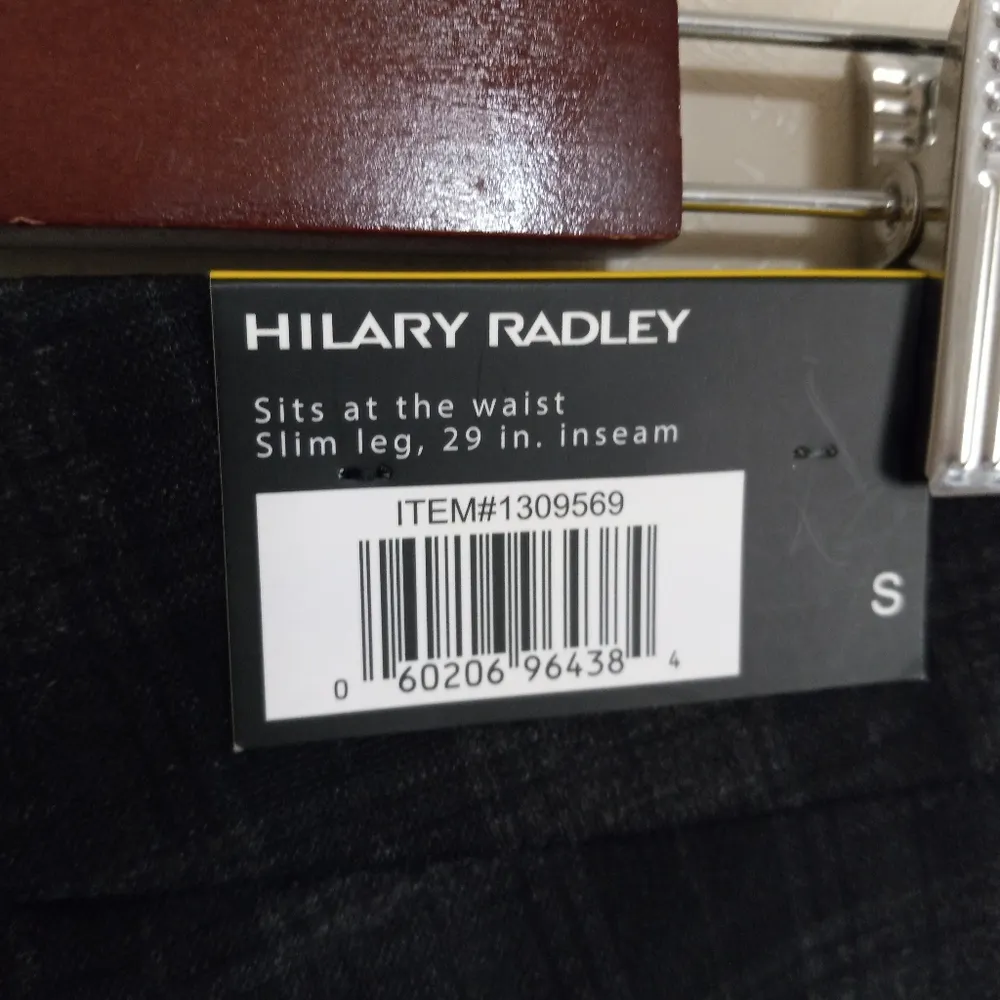 HILARY RADLEY
Sits at the waist
Slim leg, 29 in. inseam
ITEM#1309569
0 60206 96438 4
S